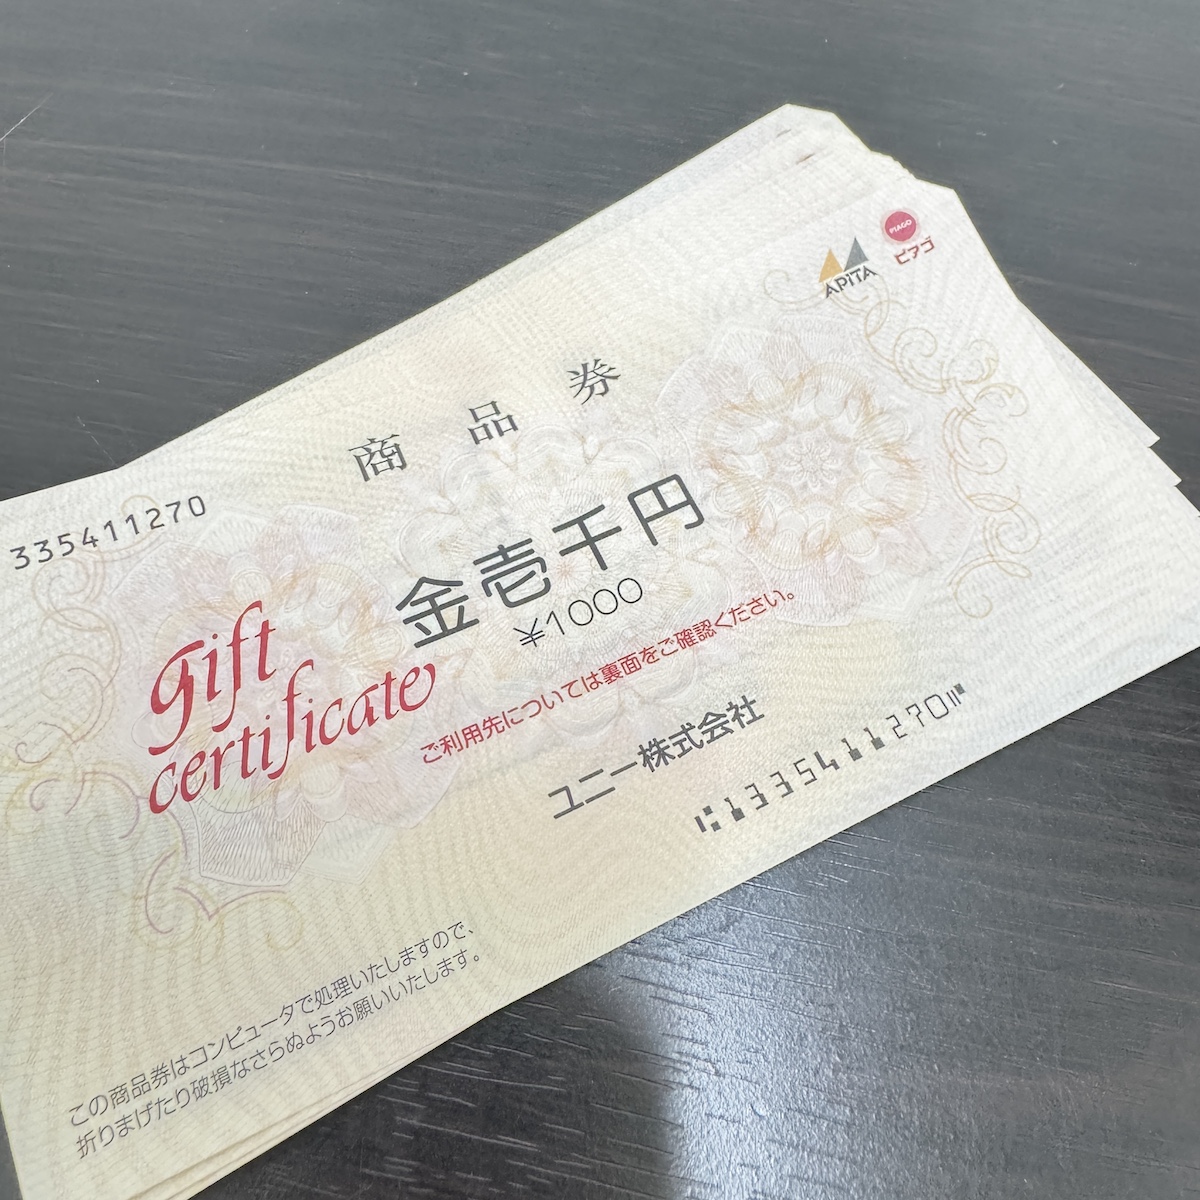 PIAGO
ピアゴ
APiTA
商品券
335411270
金壱千円
¥1000
gift
certificate
ご利用先については裏面をご確認ください。
ユニー株式会社
1335411270
この商品券はコンピュータで処理いたしますので、
折りまげたり破損なさらぬようお願いいたします。